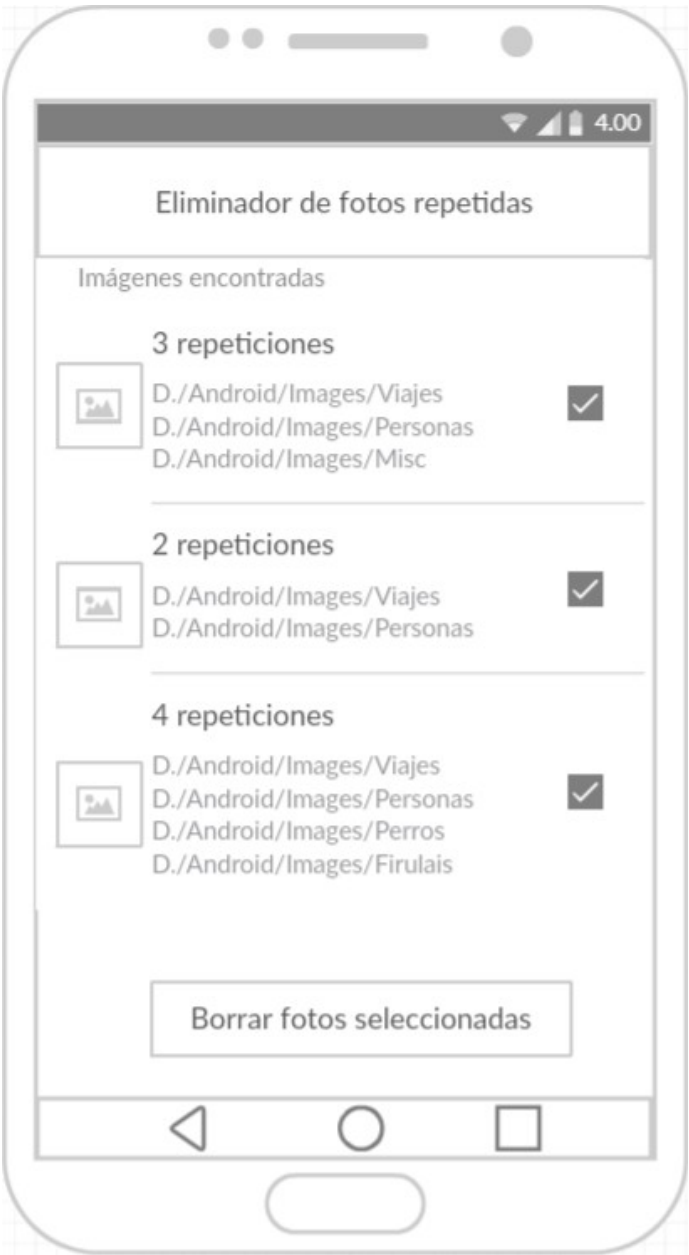 4.00
Eliminador de fotos repetidas
Imágenes encontradas
3 repeticiones
D./Android/Images/Viajes
D./Android/Images/Personas
D./Android/Images/Misc
2 repeticiones
D./Android/Images/Viajes
D./Android/Images/Personas
4 repeticiones
D./Android/Images/Viajes
D./Android/Images/Personas
D./Android/Images/Perros
D./Android/Images/Firulais
Borrar fotos seleccionadas